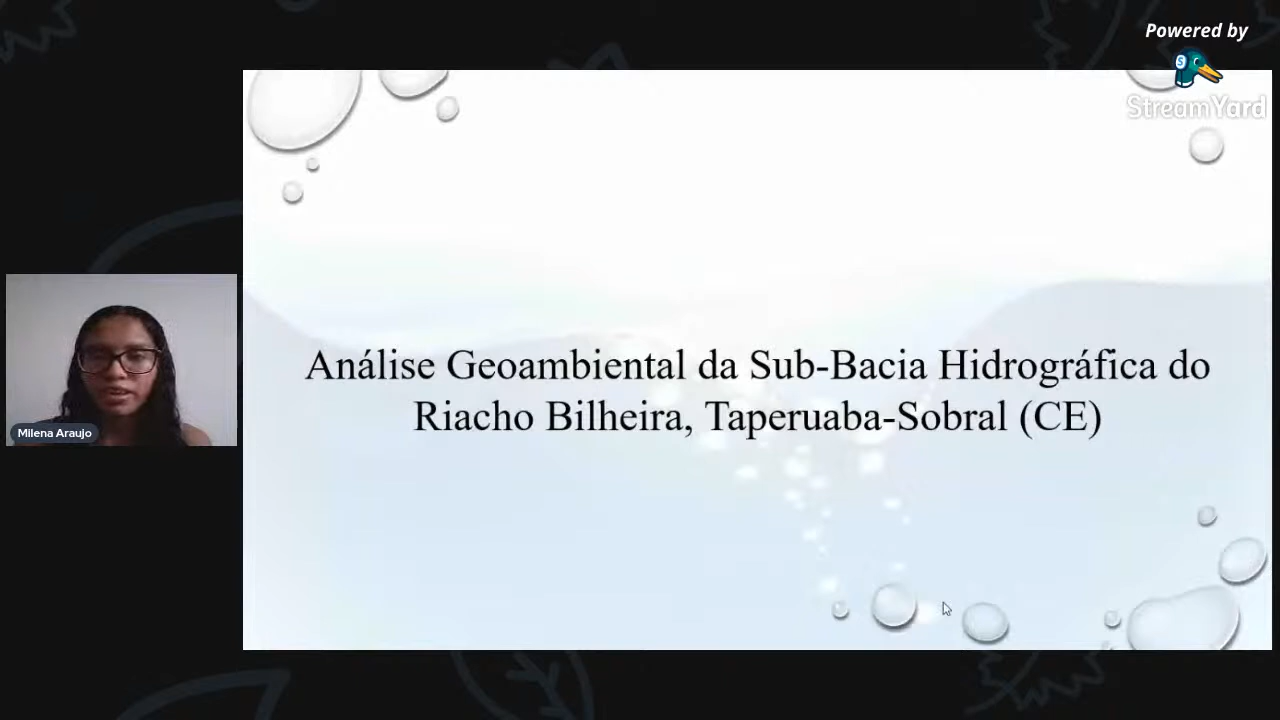 Powered by
StreamYard
Análise Geoambiental da Sub-Bacia Hidrográfica do
Riacho Bilheira, Taperuaba-Sobral (CE)
Milena Araujo